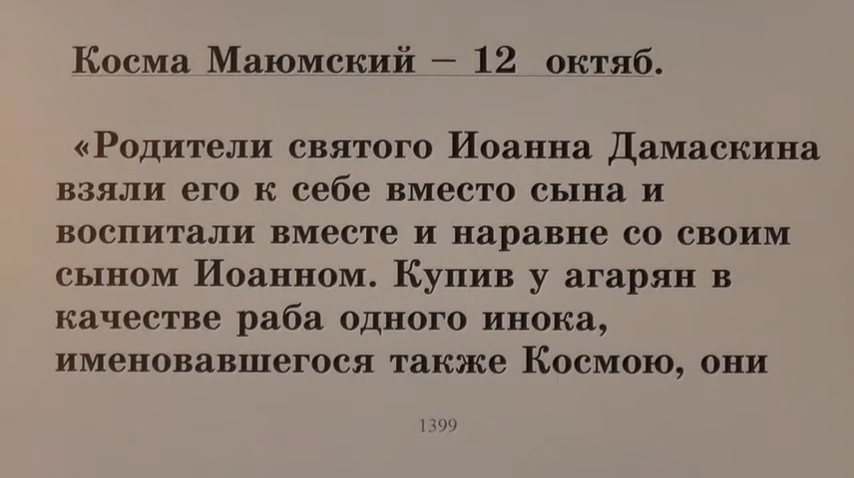 Косма Маюмский – 12 октяб.
«Родители святого Иоанна Дамаскина
взяли его к себе вместо сына и
воспитали вместе и наравне со своим
сыном Иоанном. Купив у агарян в
качестве раба одного инока,
именовавшегося также Космою, они
1399